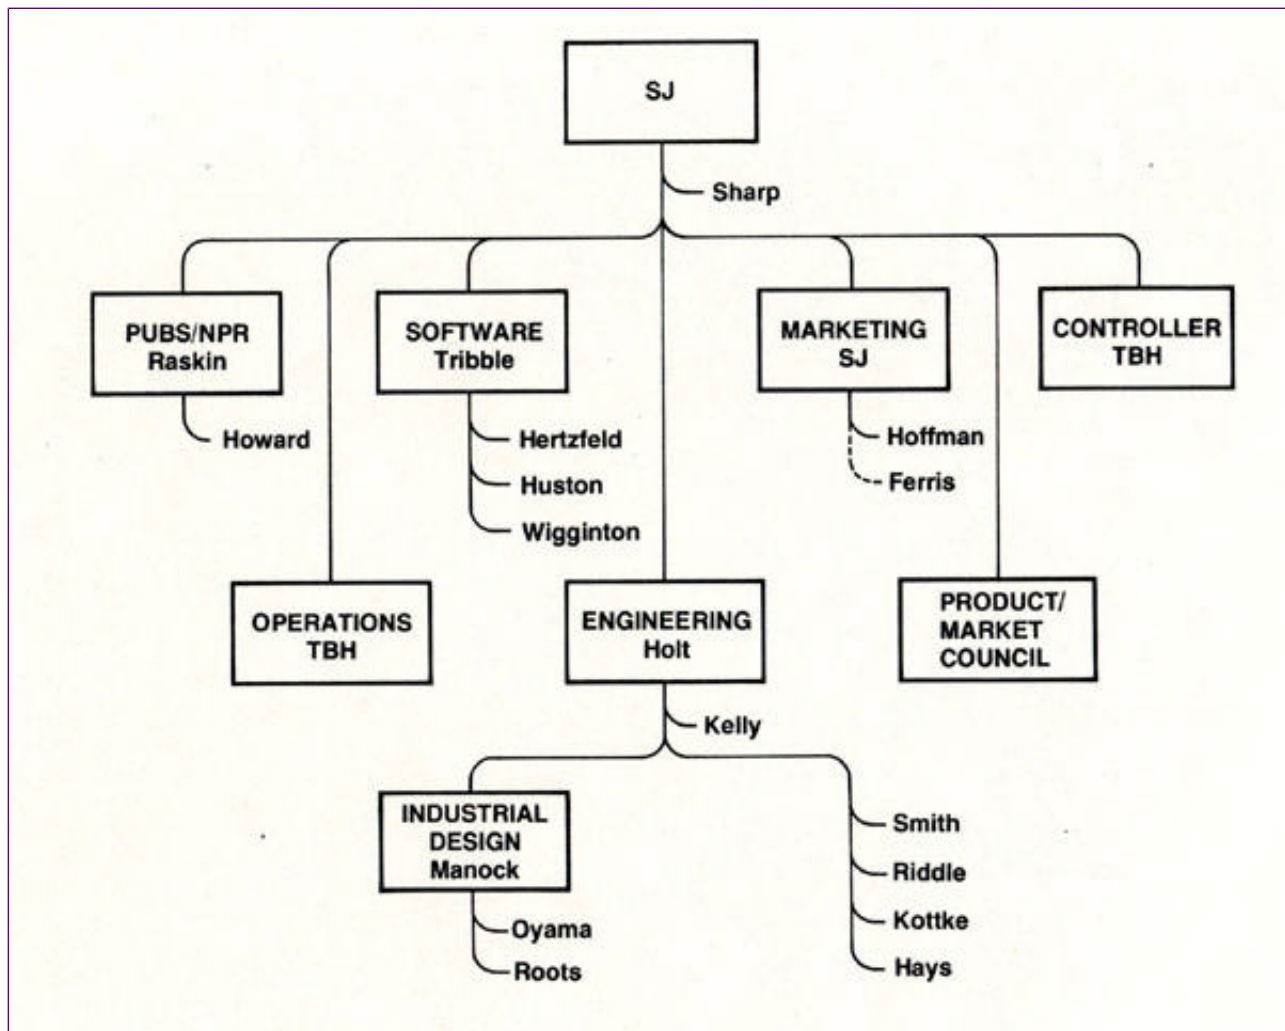 SJ
Sharp
PUBS/NPR
Raskin
Howard
SOFTWARE
Tribble
Hertzfeld
Huston
Wigginton
MARKETING
SJ
Hoffman
Ferris
CONTROLLER
TBH
OPERATIONS
TBH
ENGINEERING
Holt
PRODUCT/
MARKET
COUNCIL
Kelly
INDUSTRIAL
DESIGN
Manock
Oyama
Roots
Smith
Riddle
Kottke
Hays